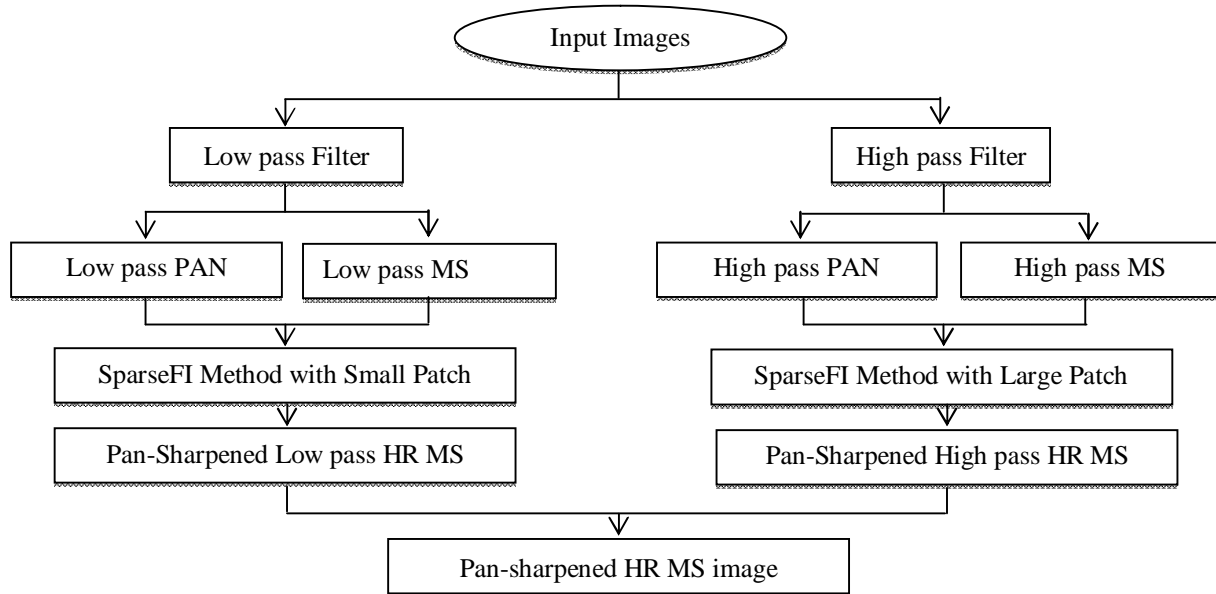 Input Images
Low pass Filter
High pass Filter
Low pass PAN
Low pass MS
High pass PAN
High pass MS
SparseFI Method with Small Patch
SparseFI Method with Large Patch
Pan-Sharpened Low pass HR MS
Pan-Sharpened High pass HR MS
Pan-sharpened HR MS image